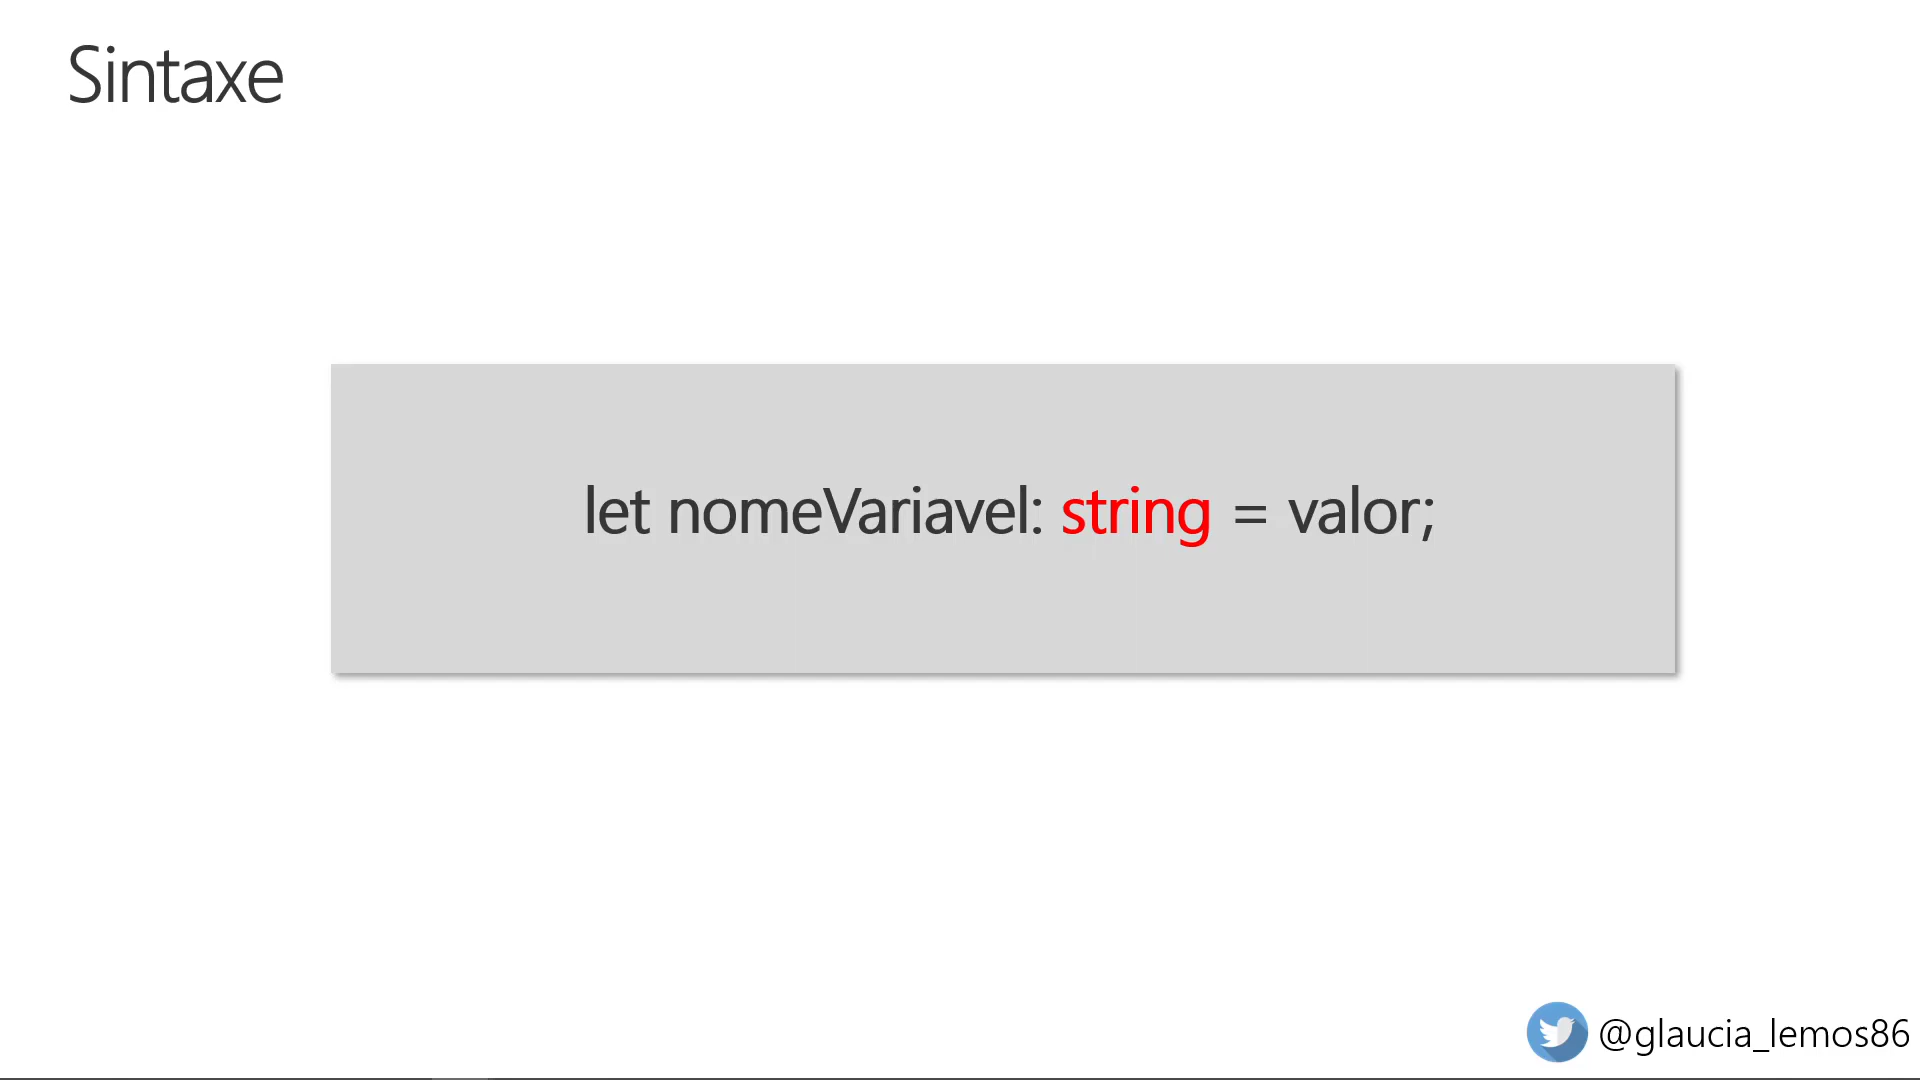 Sintaxe
let nomeVariavel: string = valor;
@glaucia_lemos86